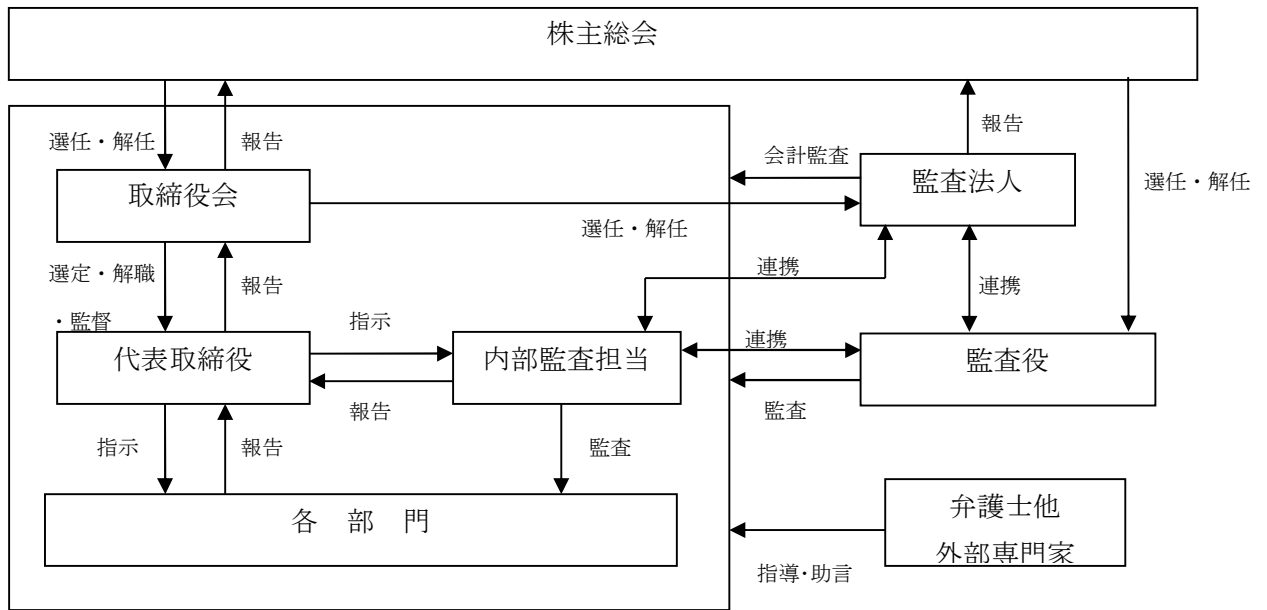 株主総会
選任・解任
報告
報告
会計監査
監査法人
選任・解任
取締役会
選任・解任
選定・解職
・監督
報告
連携
連携
指示
代表取締役
内部監査担当
連携
監査役
報告
監査
指示
報告
監査
各　部　門
弁護士他
外部専門家
指導・助言